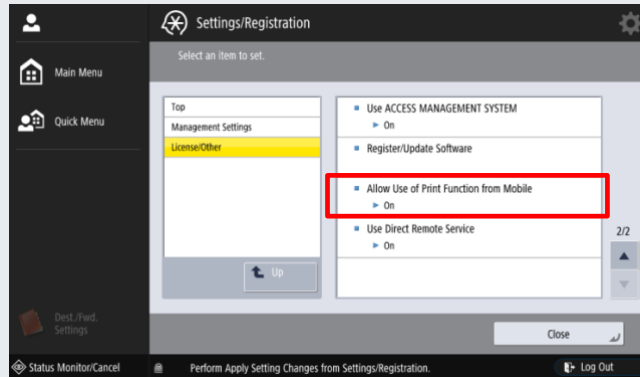 Settings/Registration
Select an item to set.
Main Menu
Quick Menu
Top
Management Settings
License/Other
Up
Use ACCESS MANAGEMENT SYSTEM
On
Register/Update Software
Allow Use of Print Function from Mobile
On
Use Direct Remote Service
On
2/2
Dest./Fwd.
Settings
Close
Status Monitor/Cancel
Perform Apply Setting Changes from Settings/Registration.
Log Out